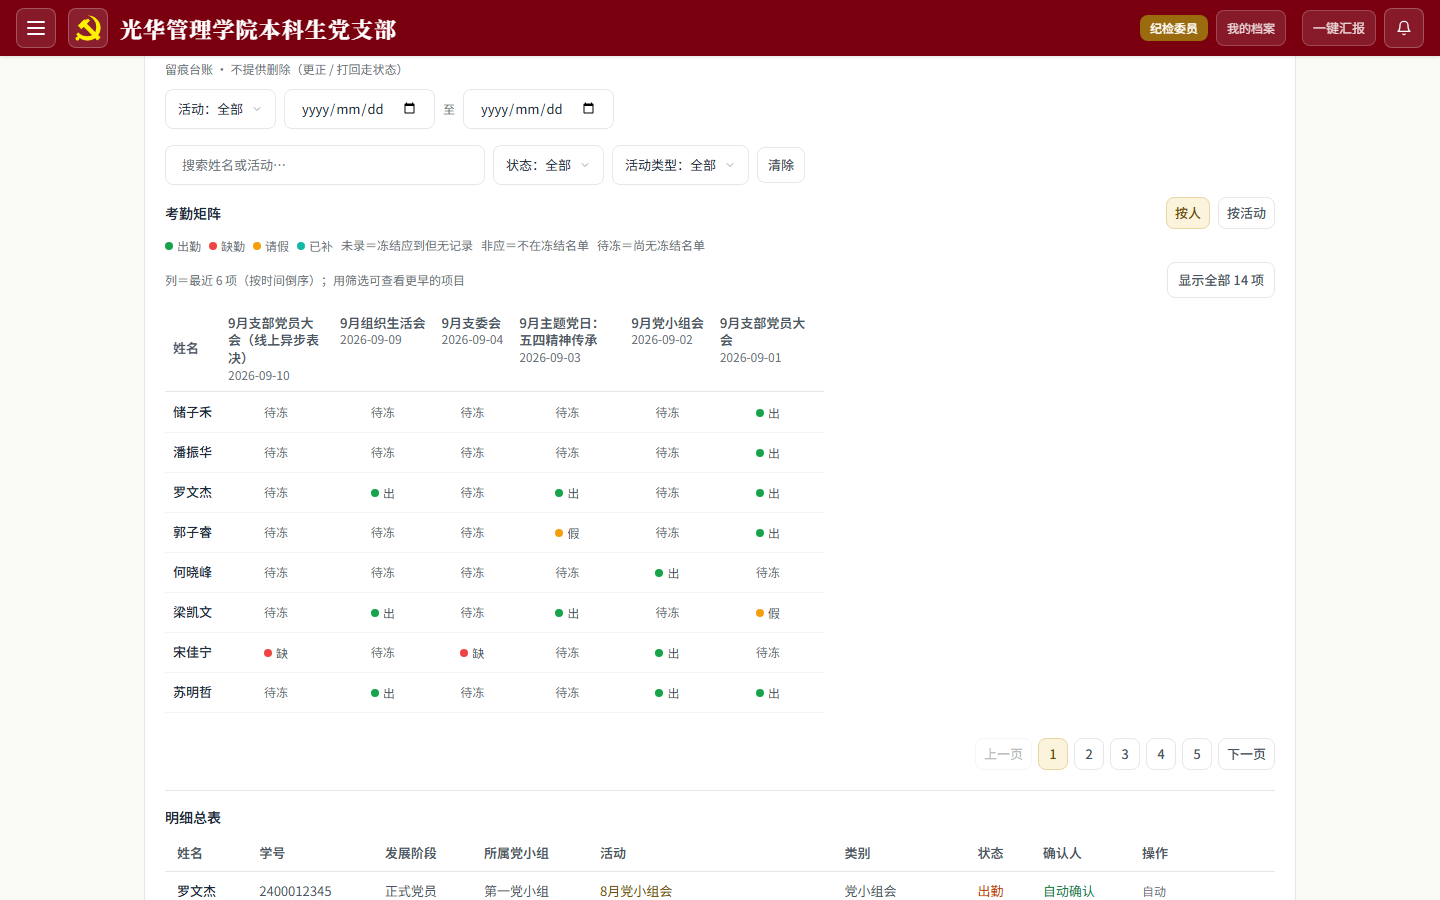 光华管理学院本科生党支部
纪检委员 我的档案 一键汇报
留痕台账 · 不提供删除（更正 / 打回走状态）
活动：全部 yyyy/mm/dd 至 yyyy/mm/dd
搜索姓名或活动… 状态：全部 活动类型：全部 清除
考勤矩阵 按人 按活动
出勤 缺勤 请假 已补 未录＝冻结应到但无记录 非应＝不在冻结名单 待冻＝尚无冻结名单
列＝最近 6 项（按时间倒序）；用筛选可查看更早的项目 显示全部 14 项
姓名 9月支部党员大会（线上异步表决） 2026-09-10 9月组织生活会 2026-09-09 9月支委会 2026-09-04 9月主题党日：五四精神传承 2026-09-03 9月党小组会 2026-09-02 9月支部党员大会 2026-09-01
储子禾 待冻 待冻 待冻 待冻 待冻 出
潘振华 待冻 待冻 待冻 待冻 待冻 出
罗文杰 待冻 出 待冻 出 待冻 出
郭子睿 待冻 待冻 待冻 假 待冻 出
何晓峰 待冻 待冻 待冻 待冻 出 待冻
梁凯文 待冻 出 待冻 出 待冻 假
宋佳宁 缺 待冻 缺 待冻 出 待冻
苏明哲 待冻 出 待冻 待冻 出 出
上一页 1 2 3 4 5 下一页
明细总表
姓名 学号 发展阶段 所属党小组 活动 类别 状态 确认人 操作
罗文杰 2400012345 正式党员 第一党小组 8月党小组会 党小组会 出勤 自动确认 自动